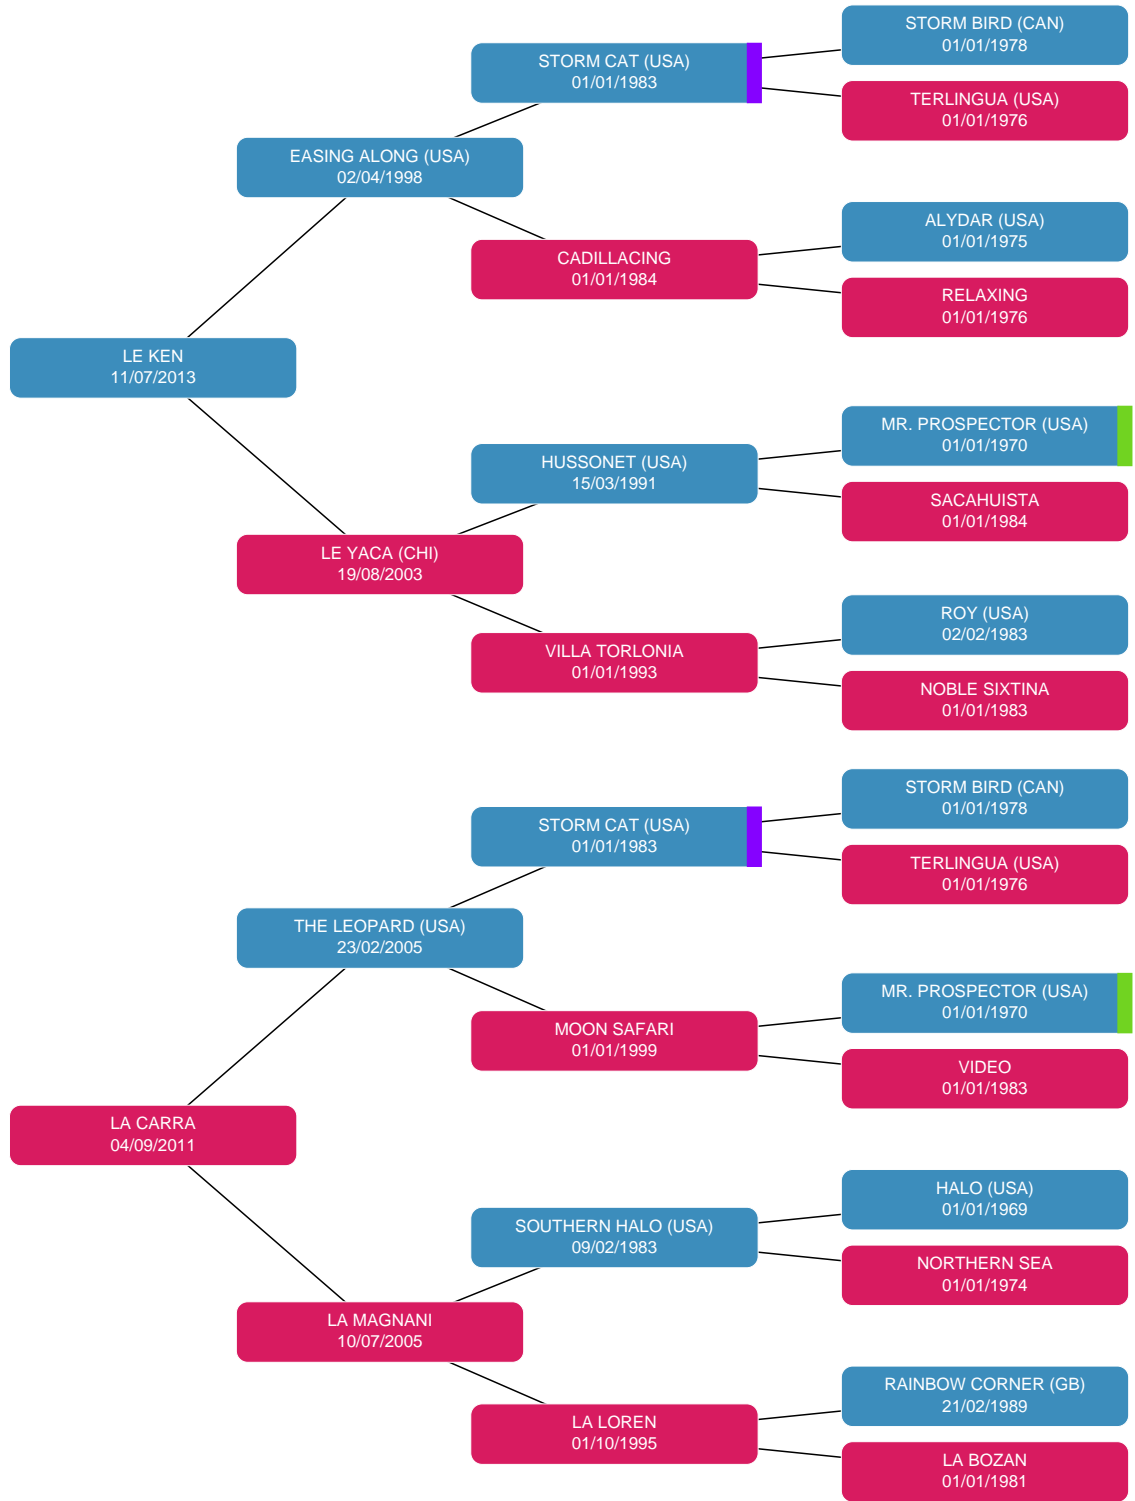 STORM BIRD (CAN)
01/01/1978
STORM CAT (USA)
01/01/1983
TERLINGUA (USA)
01/01/1976
EASING ALONG (USA)
02/04/1998
ALYDAR (USA)
01/01/1975
CADILLACING
01/01/1984
RELAXING
01/01/1976
LE KEN
11/07/2013
MR. PROSPECTOR (USA)
01/01/1970
HUSSONET (USA)
15/03/1991
SACAHUISTA
01/01/1984
LE YACA (CHI)
19/08/2003
ROY (USA)
02/02/1983
VILLA TORLONIA
01/01/1993
NOBLE SIXTINA
01/01/1983
STORM BIRD (CAN)
01/01/1978
STORM CAT (USA)
01/01/1983
TERLINGUA (USA)
01/01/1976
THE LEOPARD (USA)
23/02/2005
MR. PROSPECTOR (USA)
01/01/1970
MOON SAFARI
01/01/1999
VIDEO
01/01/1983
LA CARRA
04/09/2011
HALO (USA)
01/01/1969
SOUTHERN HALO (USA)
09/02/1983
NORTHERN SEA
01/01/1974
LA MAGNANI
10/07/2005
RAINBOW CORNER (GB)
21/02/1989
LA LOREN
01/10/1995
LA BOZAN
01/01/1981